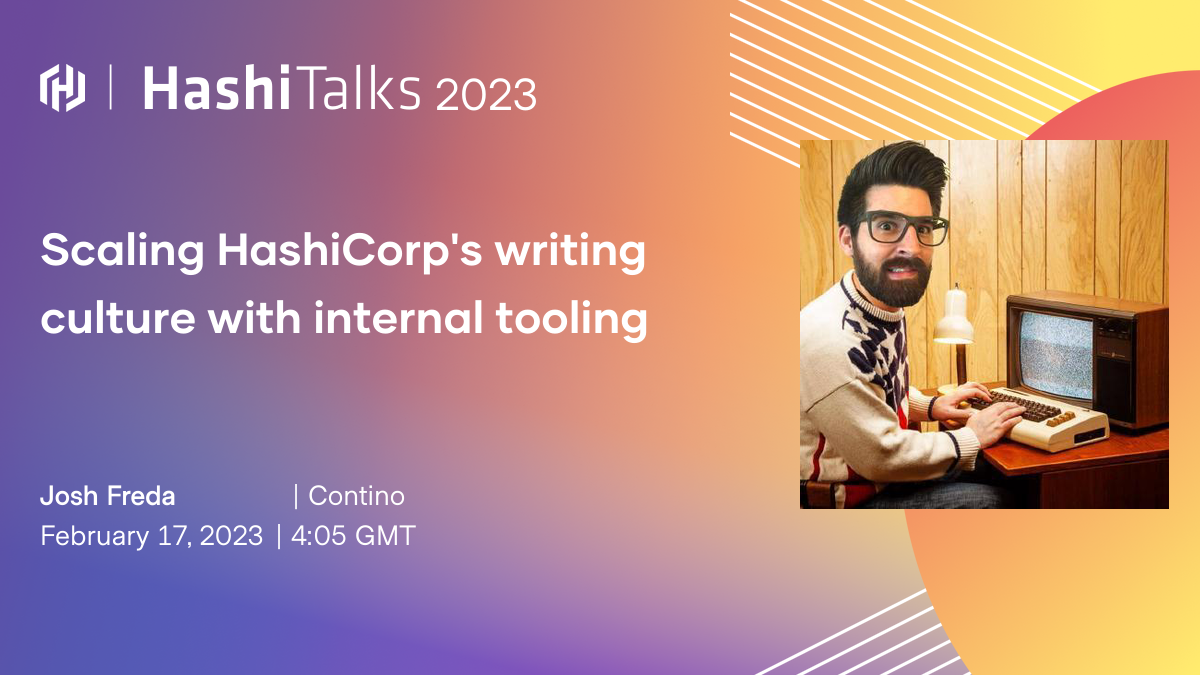 HashiTalks 2023
Scaling HashiCorp's writing
culture with internal tooling
Josh Freda | Contino
February 17, 2023 | 4:05 GMT